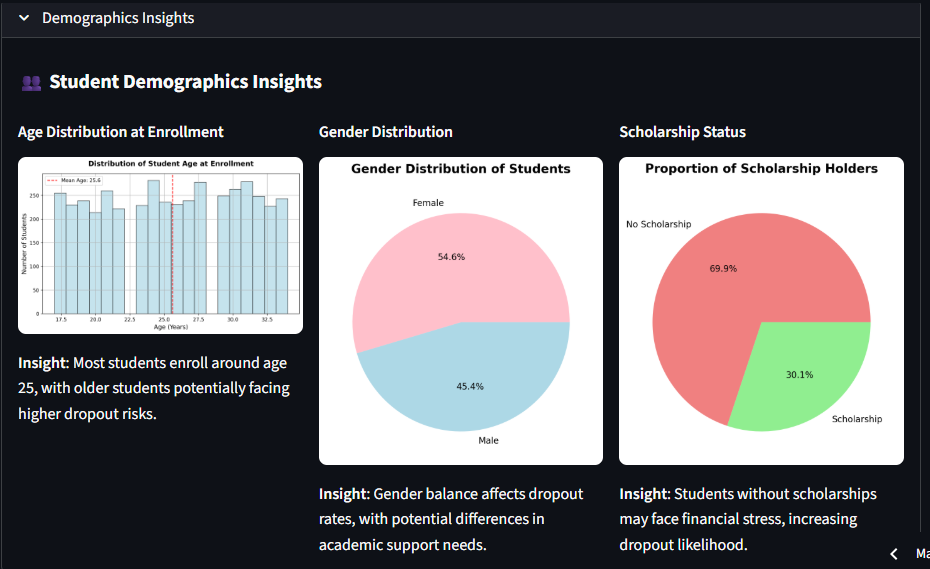 Demographics Insights
Student Demographics Insights
Age Distribution at Enrollment
Distribution of Student Age at Enrollment
Mean Age: 25.6
Number of Students
250
200
150
100
50
0
17.5 20.0 22.5 25.0 27.5 30.0 32.5
Age (Years)
Insight: Most students enroll around age
25, with older students potentially facing
higher dropout risks.
Gender Distribution
Gender Distribution of Students
Female
54.6%
45.4%
Male
Insight: Gender balance affects dropout
rates, with potential differences in
academic support needs.
Scholarship Status
Proportion of Scholarship Holders
No Scholarship
69.9%
30.1%
Scholarship
Insight: Students without scholarships
may face financial stress, increasing
dropout likelihood.